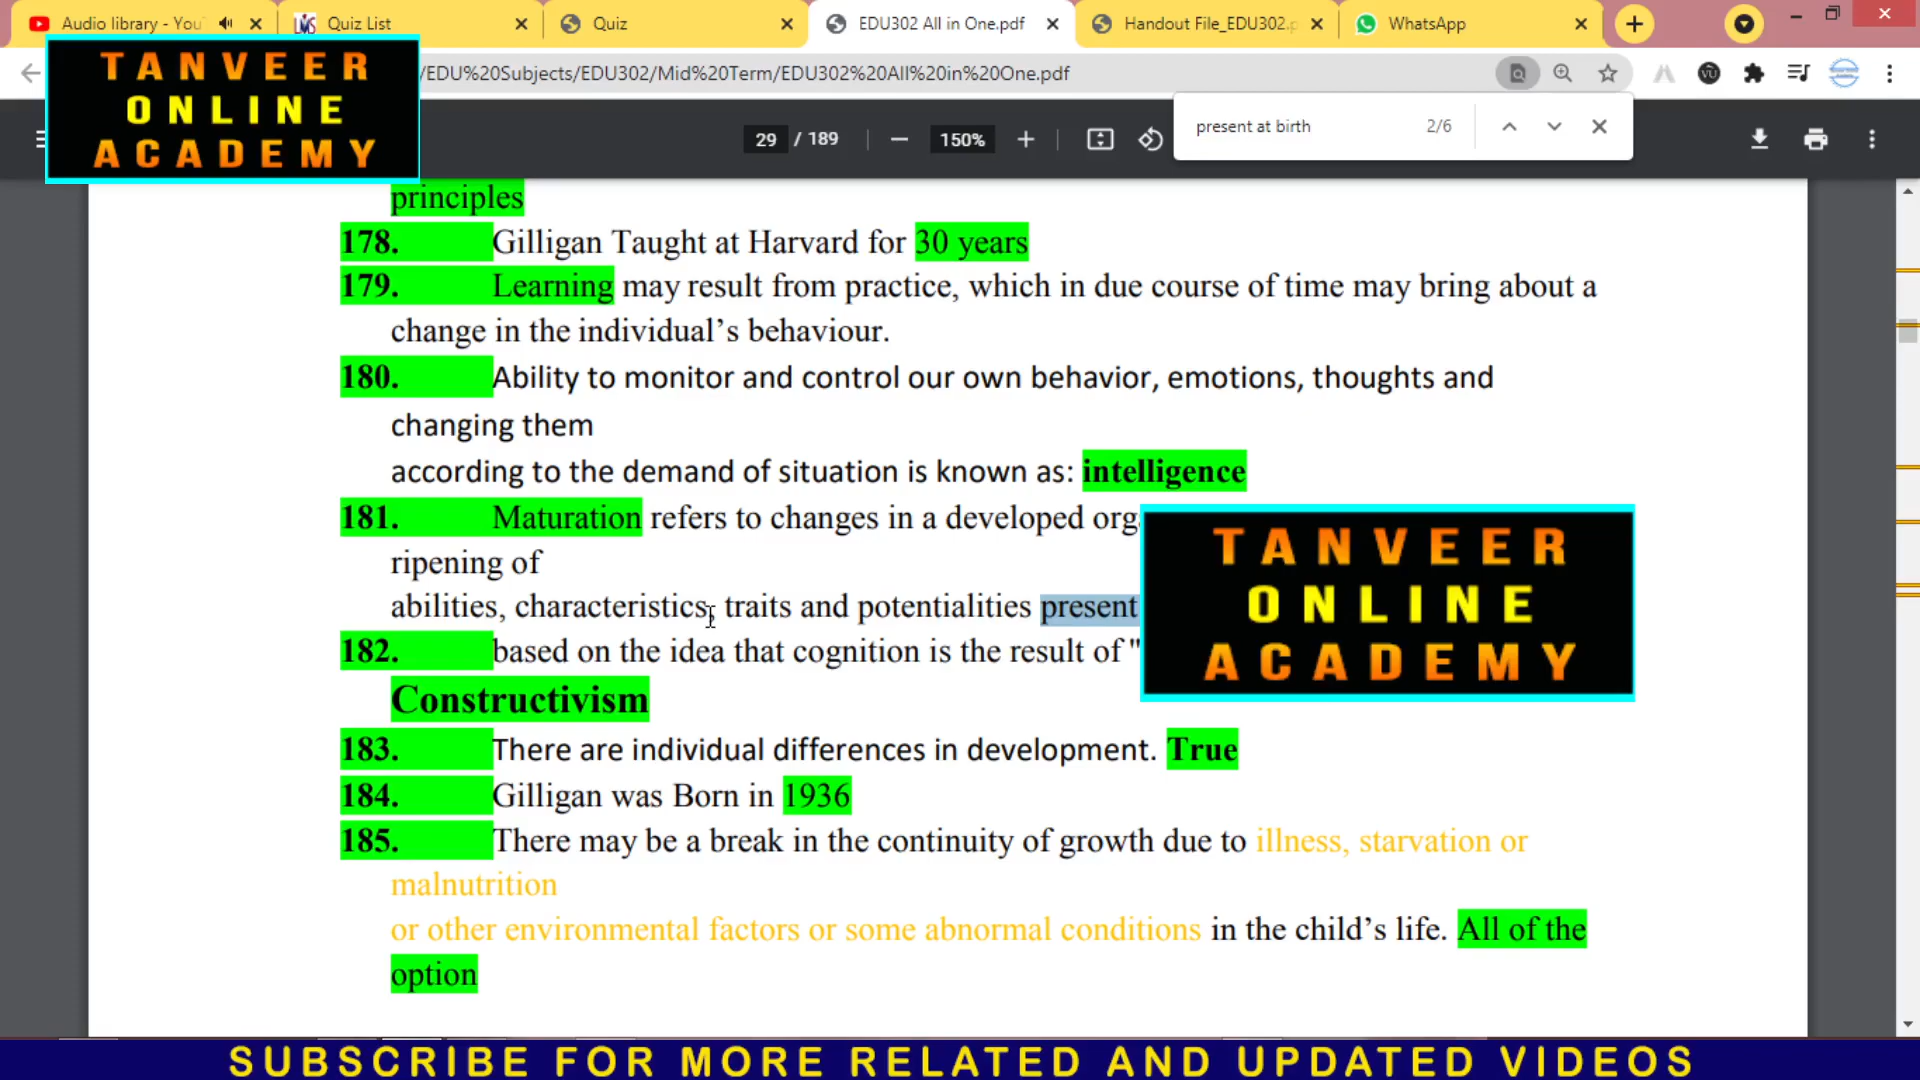 Audio library - You
Quiz List
Quiz
EDU302 All in One.pdf
Handout File_EDU302.p
WhatsApp
TANVEER
ONLINE
ACADEMY
/EDU%20Subjects/EDU302/Mid%20Term/EDU302%20All%20in%20One.pdf
29 / 189
150%
present at birth
2/6
principles
178. Gilligan Taught at Harvard for 30 years
179. Learning may result from practice, which in due course of time may bring about a
change in the individual's behaviour.
180. Ability to monitor and control our own behavior, emotions, thoughts and
changing them
according to the demand of situation is known as: intelligence
181. Maturation refers to changes in a developed
ripening of
abilities, characteristics, traits and potentialities present
182. based on the idea that cognition is the result of "
Constructivism
TANVEER
ONLINE
ACADEMY
183. There are individual differences in development. True
184. Gilligan was Born in 1936
185. There may be a break in the continuity of growth due to illness, starvation or
malnutrition
or other environmental factors or some abnormal conditions in the child's life. All of the
option
SUBSCRIBE FOR MORE RELATED AND UPDATED VIDEOS